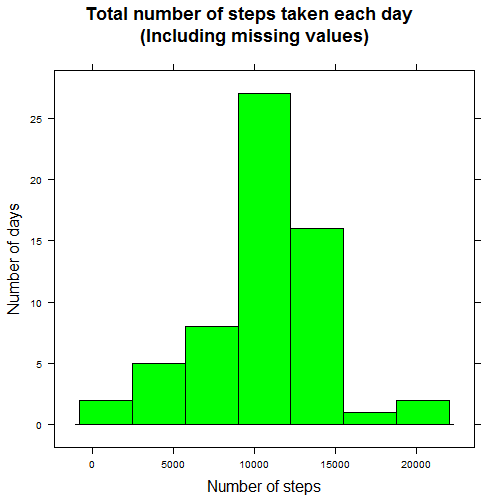 Total number of steps taken each day
(Including missing values)
Number of days
25
20
15
10
5
0
0 5000 10000 15000 20000
Number of steps